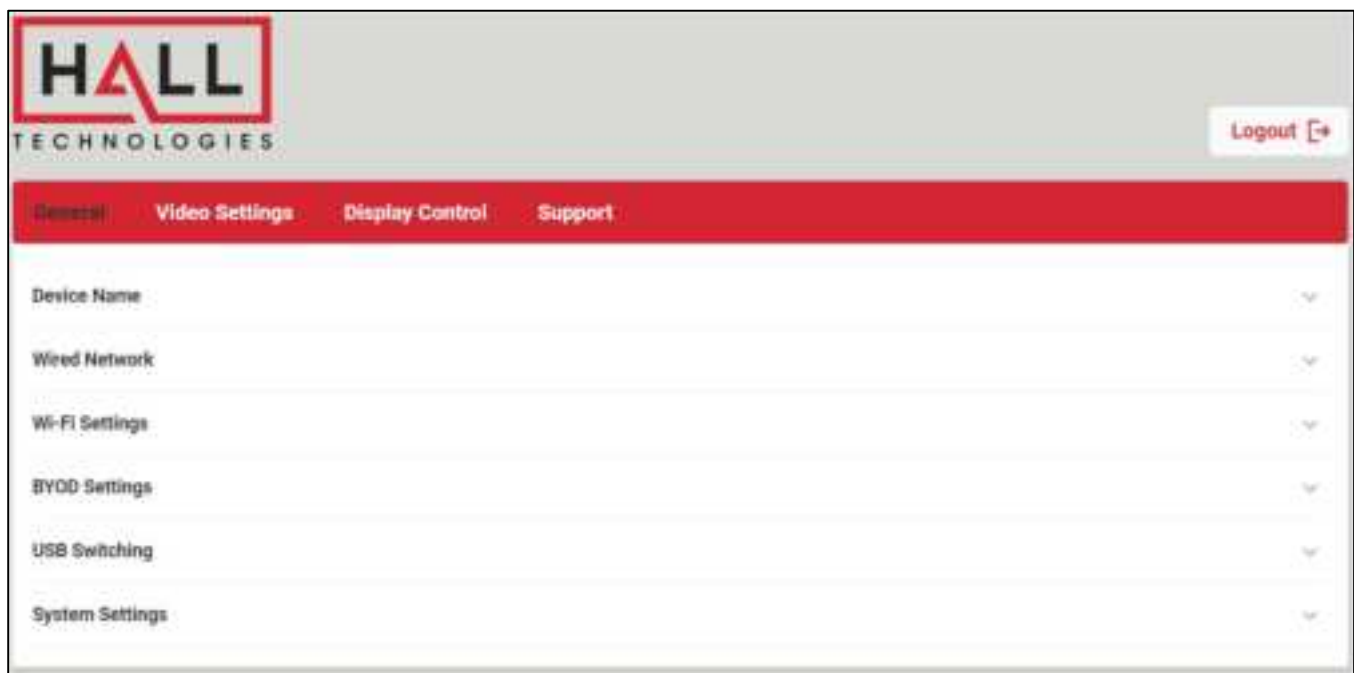 HALL
TECHNOLOGIES
Logout
General Video Settings Display Control Support
Device Name
Wired Network
Wi-Fi Settings
BYOD Settings
USB Switching
System Settings